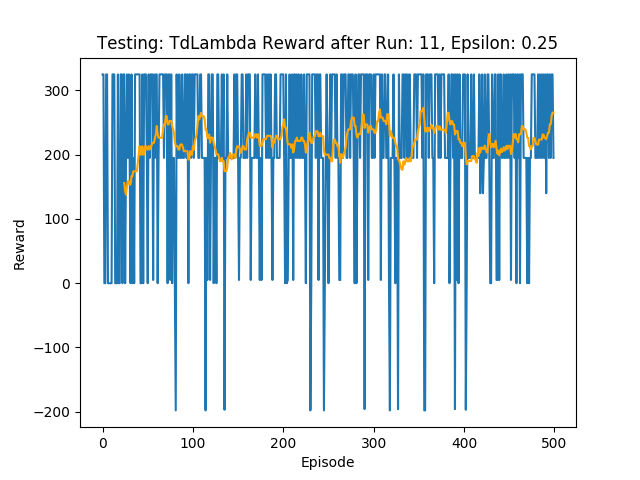 Testing: TdLambda Reward after Run: 11, Epsilon: 0.25
300
200
100
0
−100
−200
Reward
0 100 200 300 400 500
Episode